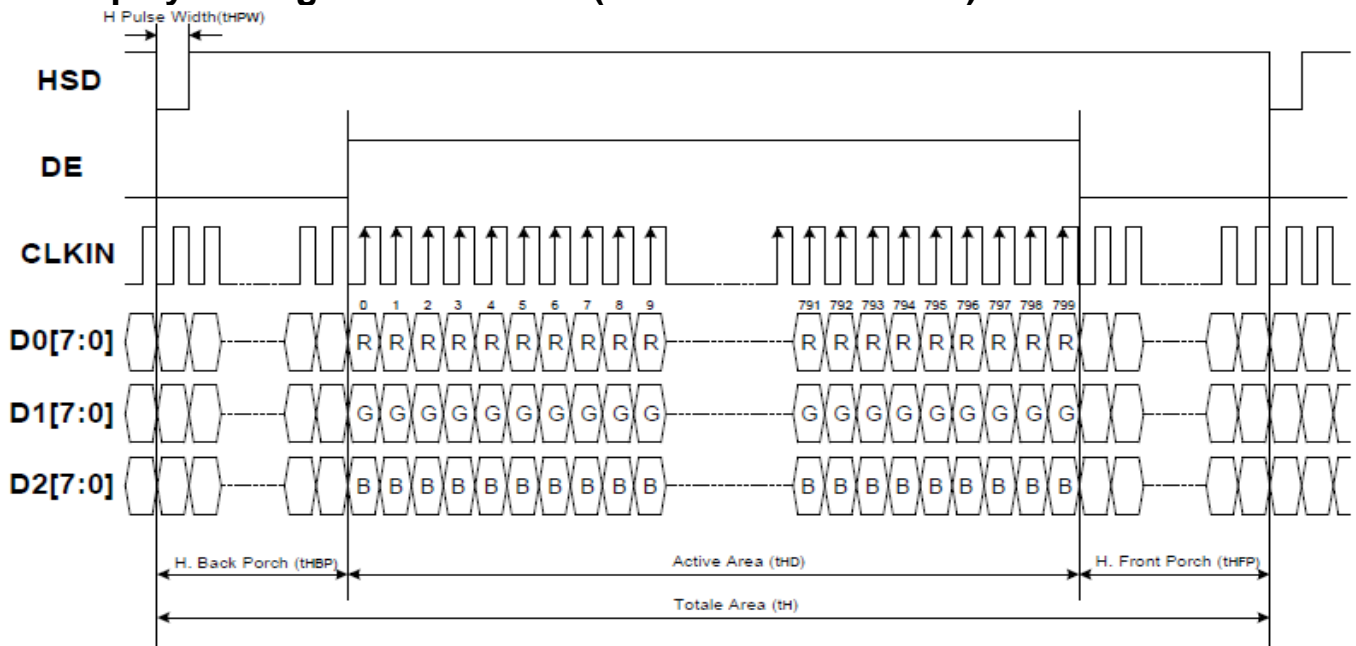 H Pulse Width(tHPW)
HSD
DE
CLKIN
0 1 2 3 4 5 6 7 8 9 791 792 793 794 795 796 797 798 799
D0[7:0] R R R R R R R R R R R R R R R R R R R
D1[7:0] G G G G G G G G G G G G G G G G G G G
D2[7:0] B B B B B B B B B B B B B B B B B B B
H. Back Porch (tHBP) Active Area (tHD) H. Front Porch (tHFP)
Totale Area (tH)